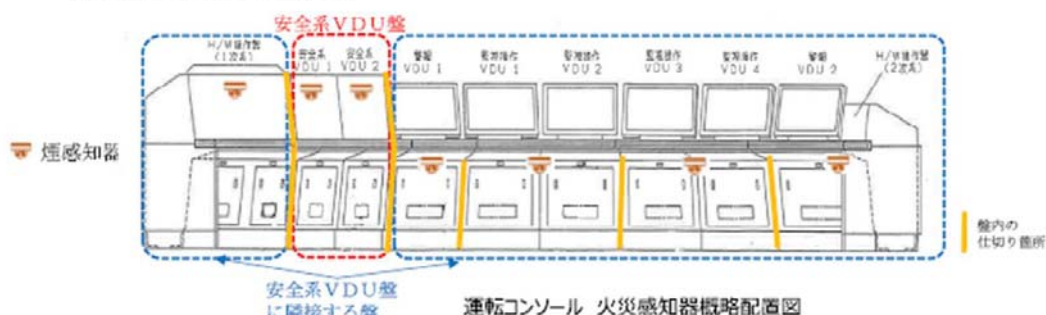 安全系VDU盤
H/W操作盤
(1次系)
安全系
VDU 1
安全系
VDU 2
警報
VDU 1
監視操作
VDU 1
監視操作
VDU 2
監視操作
VDU 3
監視操作
VDU 4
警報
VDU 2
H/W操作盤
(2次系)
煙感知器
盤内の
仕切り箇所
安全系VDU盤
に隣接する盤
運転コンソール 火災感知器概略配置図